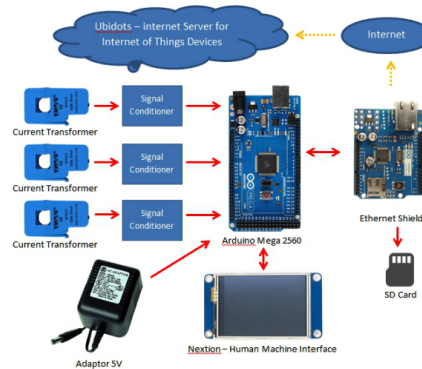 Ubidots – internet Server for
Internet of Things Devices
Internet
Signal
Conditioner
Current Transformer
Signal
Conditioner
Current Transformer
Signal
Conditioner
Current Transformer
Arduino Mega 2560
Ethernet Shield
SD Card
Adaptor 5V
Nextion – Human Machine Interface